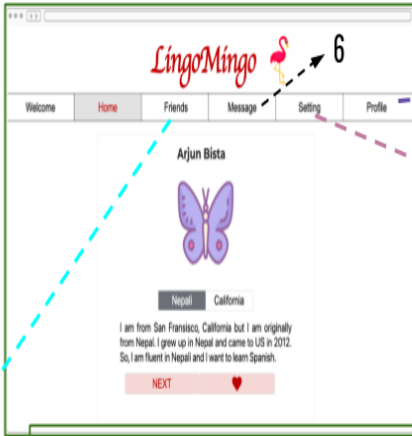 LingoMingo
6
Welcome Home Friends Message Setting Profile
Arjun Bista
Nepali California
I am from San Fransisco, California but I am originally
from Nepal. I grew up in Nepal and came to US in 2012.
So, I am fluent in Nepali and I want to learn Spanish.
NEXT